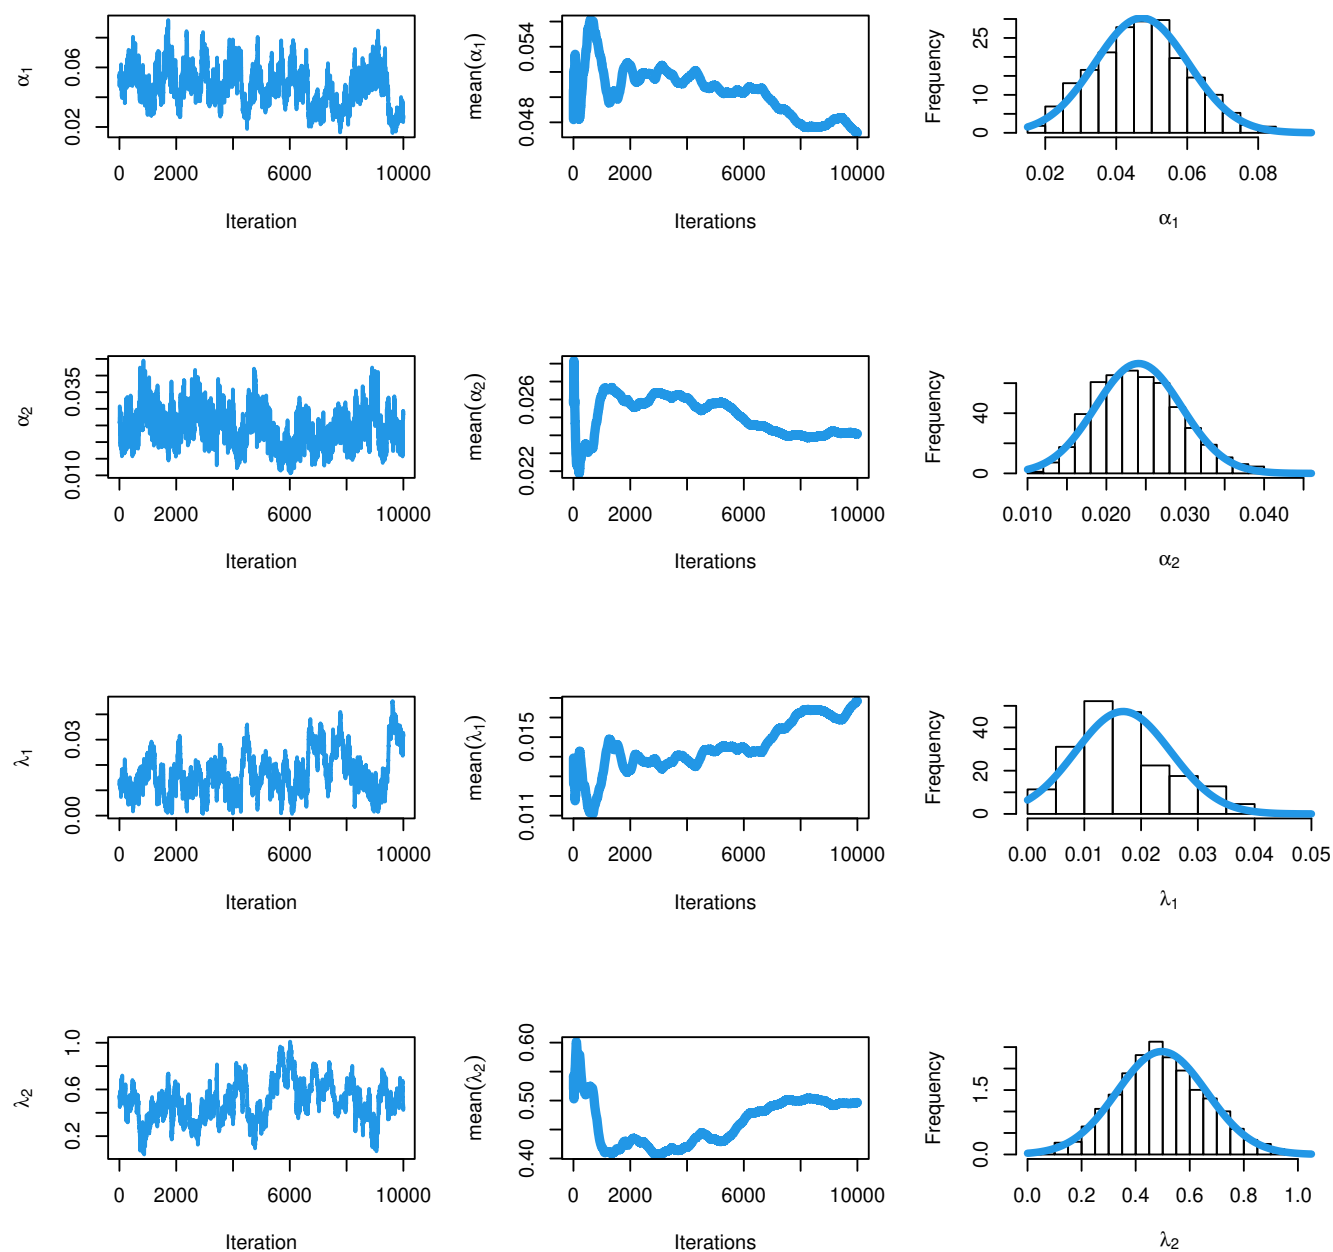 α1
0.02 0.06
0 2000 6000 10000
Iteration
mean(α1)
0.048 0.054
0 2000 6000 10000
Iterations
Frequency
0 10 25
0.02 0.04 0.06 0.08
α1
α2
0.010 0.035
0 2000 6000 10000
Iteration
mean(α2)
0.022 0.026
0 2000 6000 10000
Iterations
Frequency
0 40
0.010 0.020 0.030 0.040
α2
λ1
0.00 0.03
0 2000 6000 10000
Iteration
mean(λ1)
0.011 0.015
0 2000 6000 10000
Iterations
Frequency
0 20 40
0.00 0.01 0.02 0.03 0.04 0.05
λ1
λ2
0.2 0.6 1.0
0 2000 6000 10000
Iteration
mean(λ2)
0.40 0.50 0.60
0 2000 6000 10000
Iterations
Frequency
0.0 1.5
0.0 0.2 0.4 0.6 0.8 1.0
λ2